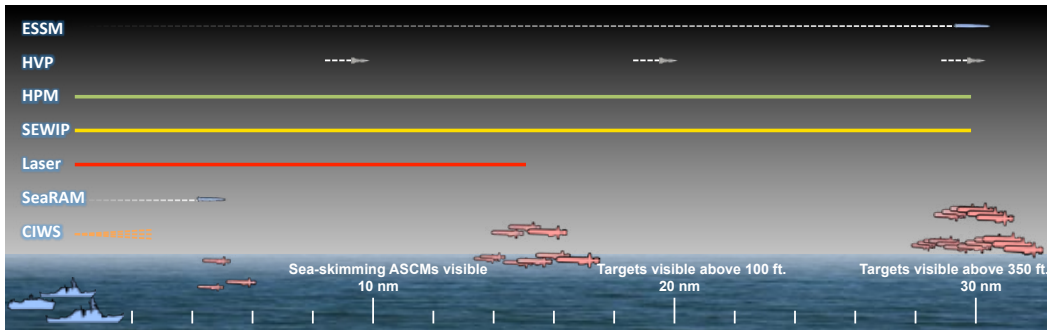 ESSM
HVP
HPM
SEWIP
Laser
SeaRAM
CIWS
Sea-skimming ASCMs visible
10 nm
Targets visible above 100 ft.
20 nm
Targets visible above 350 ft.
30 nm